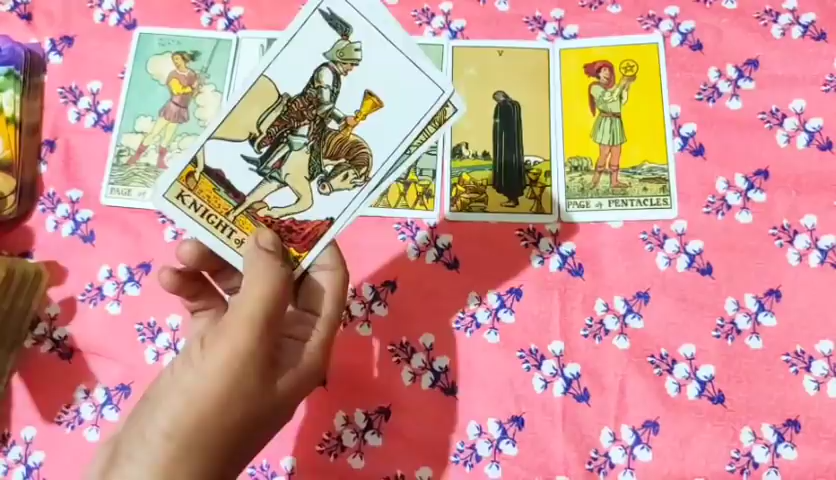 PAGE of
V
PAGE of PENTACLES.
KNIGHT of